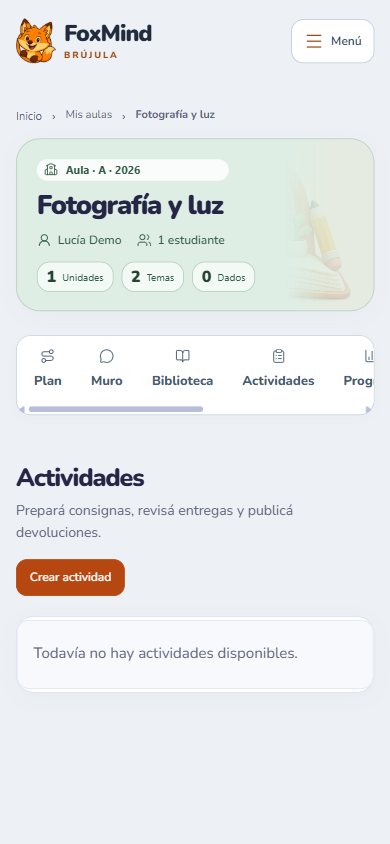 FoxMind
BRÚJULA
Menú
Inicio › Mis aulas › Fotografía y luz
Aula · A · 2026
Fotografía y luz
Lucía Demo 1 estudiante
1 Unidades 2 Temas 0 Dados
Plan Muro Biblioteca Actividades Prog
Actividades
Prepará consignas, revisá entregas y publicá
devoluciones.
Crear actividad
Todavía no hay actividades disponibles.